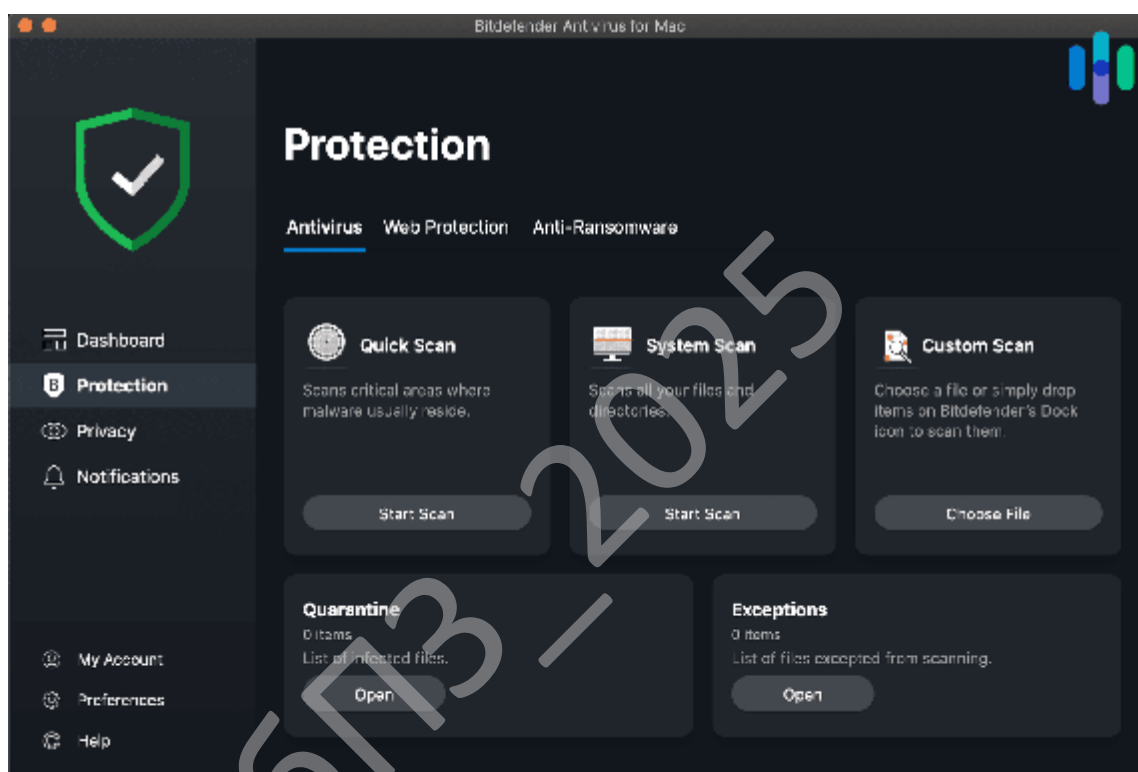 Bitdefender Antivirus for Mac
Protection
Antivirus Web Protection Anti-Ransomware
Dashboard
Protection
Privacy
Notifications
My Account
Preferences
Help
Quick Scan
Scans critical areas where
malware usually reside.
Start Scan
System Scan
Scans all your files and
directories.
Start Scan
Custom Scan
Choose a file or simply drop
items on Bitdefender's Dock
icon to scan them.
Choose File
Quarantine
0 items
List of infected files.
Open
Exceptions
0 items
List of files excepted from scanning.
Open
БПЗ_2025